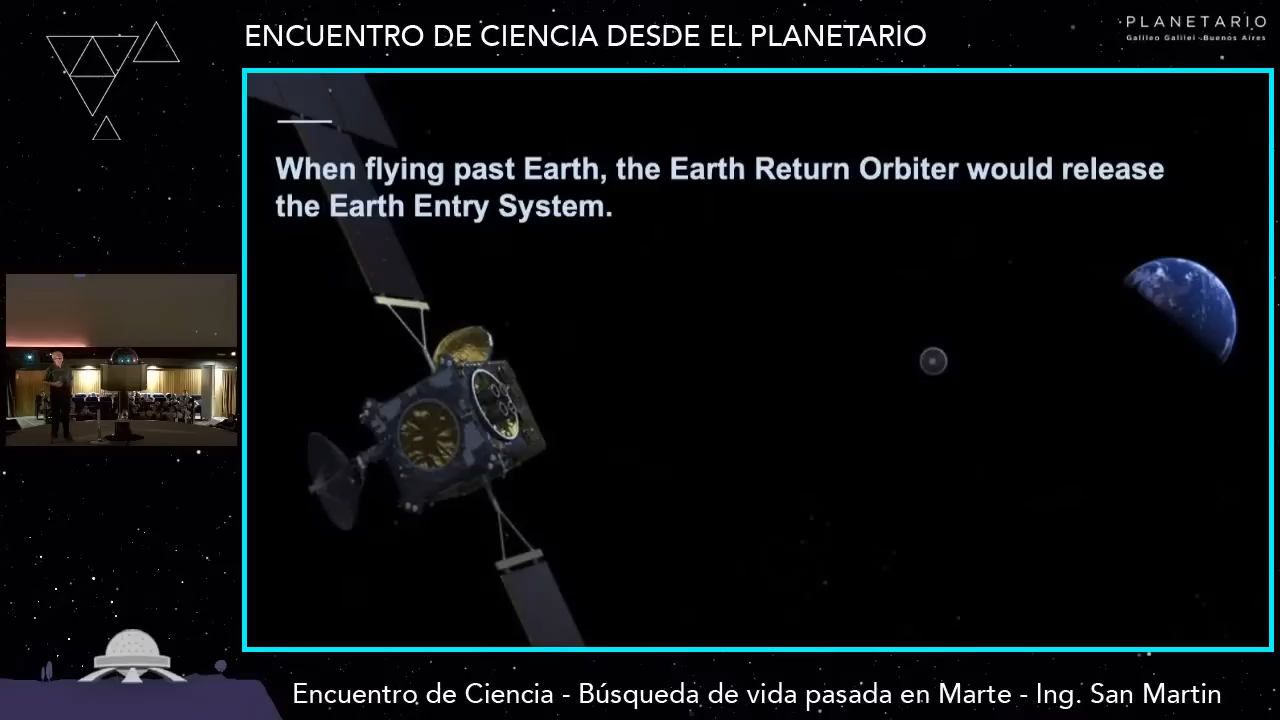 ENCUENTRO DE CIENCIA DESDE EL PLANETARIO
PLANETARIO
Galileo Galilei - Buenos Aires
When flying past Earth, the Earth Return Orbiter would release
the Earth Entry System.
Encuentro de Ciencia - Búsqueda de vida pasada en Marte - Ing. San Martin